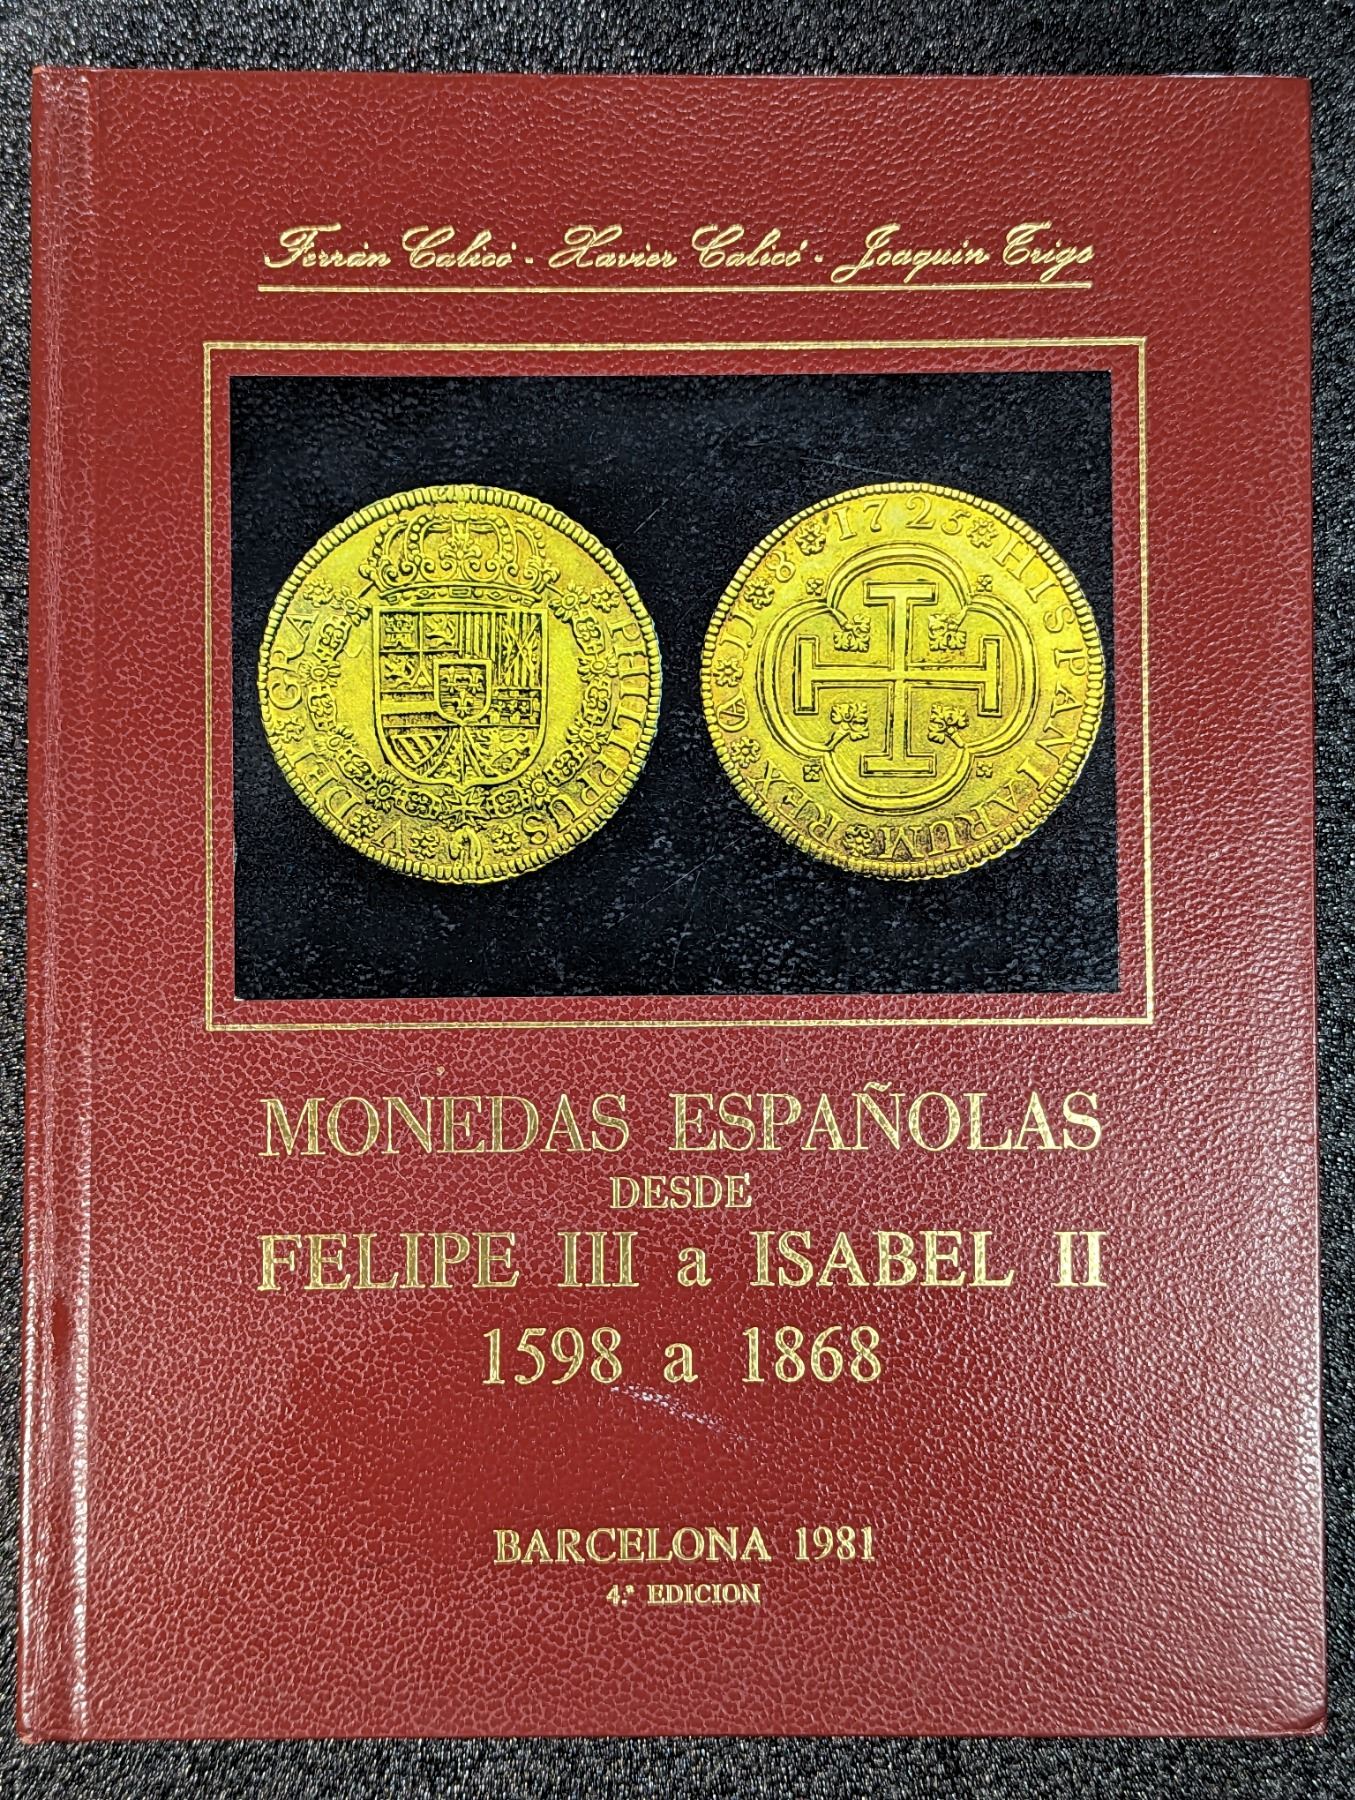 Ferrán Calicó - Xavier Calicó - Joaquín Trigo
PHILIPPUS V DEI GRA
1725 HISPANIARUM REX
8
MONEDAS ESPAÑOLAS
DESDE
FELIPE III a ISABEL II
1598 a 1868
BARCELONA 1981
4.ª EDICION